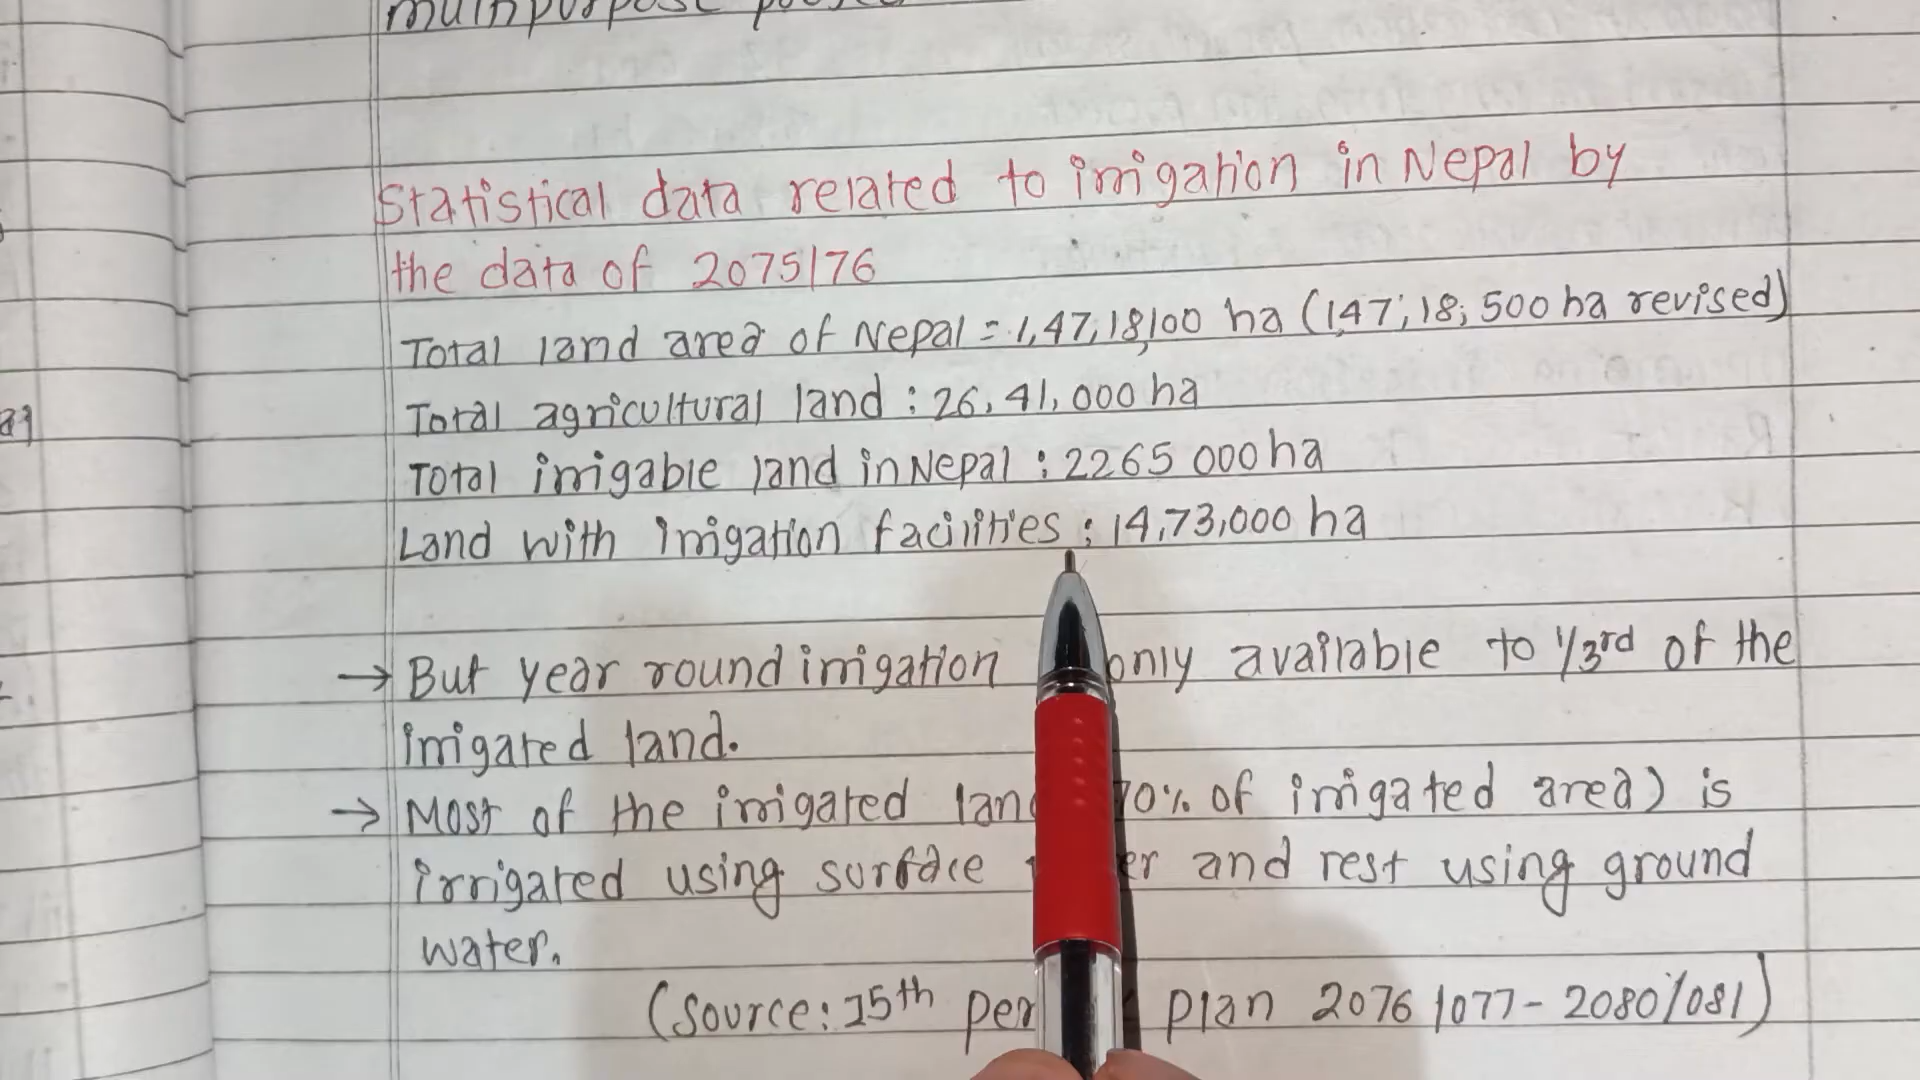 Statistical data related to irrigation in Nepal by
the data of 2075/76
Total land area of Nepal = 1,47,18,100 ha (147,18,500 ha revised)
Total agricultural land : 26,41,000 ha
Total irrigable land in Nepal : 2265 000 ha
Land with irrigation facilities : 14,73,000 ha
→ But year round irrigation only available to 1/3rd of the
irrigated land.
→ Most of the irrigated 70% of irrigated area) is
irrigated using surface and rest using ground
water.
(Source: 15th plan 2076/077-2080/081)